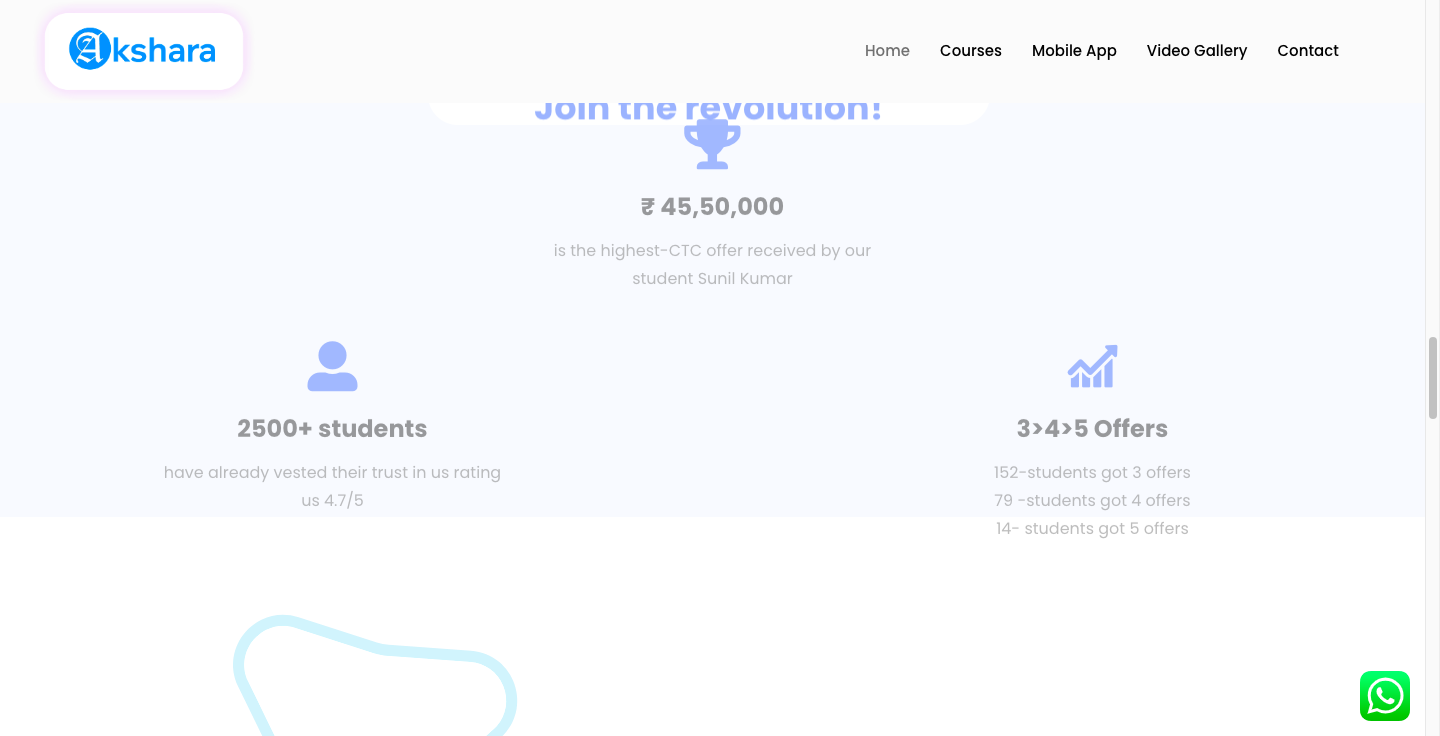 Akshara
Home Courses Mobile App Video Gallery Contact
Join the revolution!
₹ 45,50,000
is the highest-CTC offer received by our
student Sunil Kumar
2500+ students
have already vested their trust in us rating
us 4.7/5
3>4>5 Offers
152-students got 3 offers
79 -students got 4 offers
14- students got 5 offers